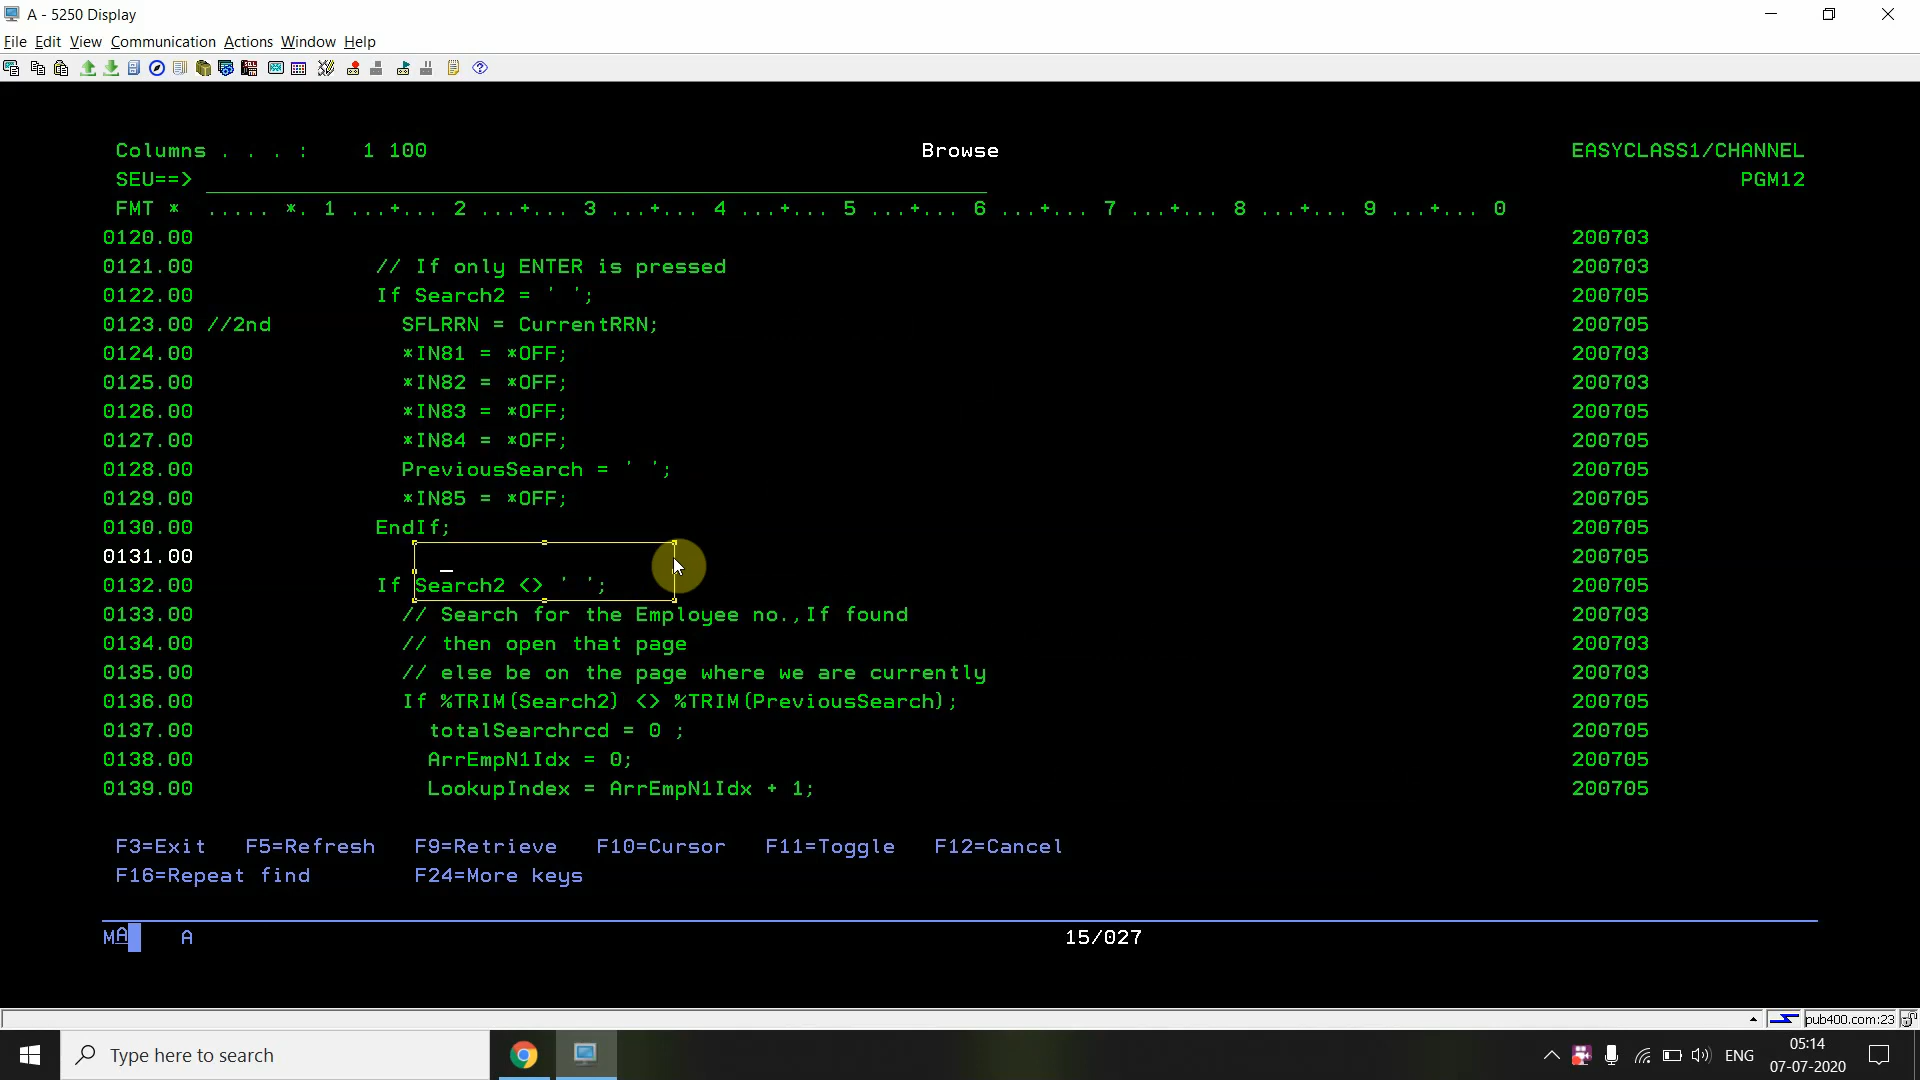 A - 5250 Display
File Edit View Communication Actions Window Help
Columns . . . : 1 100 Browse EASYCLASS1/CHANNEL
SEU==> PGM12
FMT * ..... *. 1 ...+... 2 ...+... 3 ...+... 4 ...+... 5 ...+... 6 ...+... 7 ...+... 8 ...+... 9 ...+... 0
0120.00 200703
0121.00 // If only ENTER is pressed 200703
0122.00 If Search2 = ' '; 200705
0123.00 //2nd SFLRRN = CurrentRRN; 200705
0124.00 *IN81 = *OFF; 200703
0125.00 *IN82 = *OFF; 200703
0126.00 *IN83 = *OFF; 200705
0127.00 *IN84 = *OFF; 200705
0128.00 PreviousSearch = ' '; 200705
0129.00 *IN85 = *OFF; 200705
0130.00 EndIf; 200705
0131.00 _ 200705
0132.00 If Search2 <> ' '; 200705
0133.00 // Search for the Employee no.,If found 200703
0134.00 // then open that page 200703
0135.00 // else be on the page where we are currently 200705
0136.00 If %TRIM(Search2) <> %TRIM(PreviousSearch); 200705
0137.00 totalSearchrcd = 0 ; 200705
0138.00 ArrEmpN1Idx = 0; 200705
0139.00 LookupIndex = ArrEmpN1Idx + 1; 200705
F3=Exit F5=Refresh F9=Retrieve F10=Cursor F11=Toggle F12=Cancel
F16=Repeat find F24=More keys
MA A 15/027
pub400.com:23
Type here to search ENG 05:14
07-07-2020